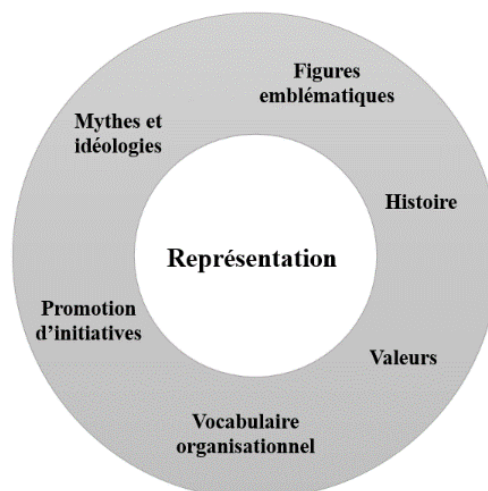 Figures
emblématiques
Mythes et
idéologies
Histoire
Représentation
Promotion
d’initiatives
Valeurs
Vocabulaire
organisationnel